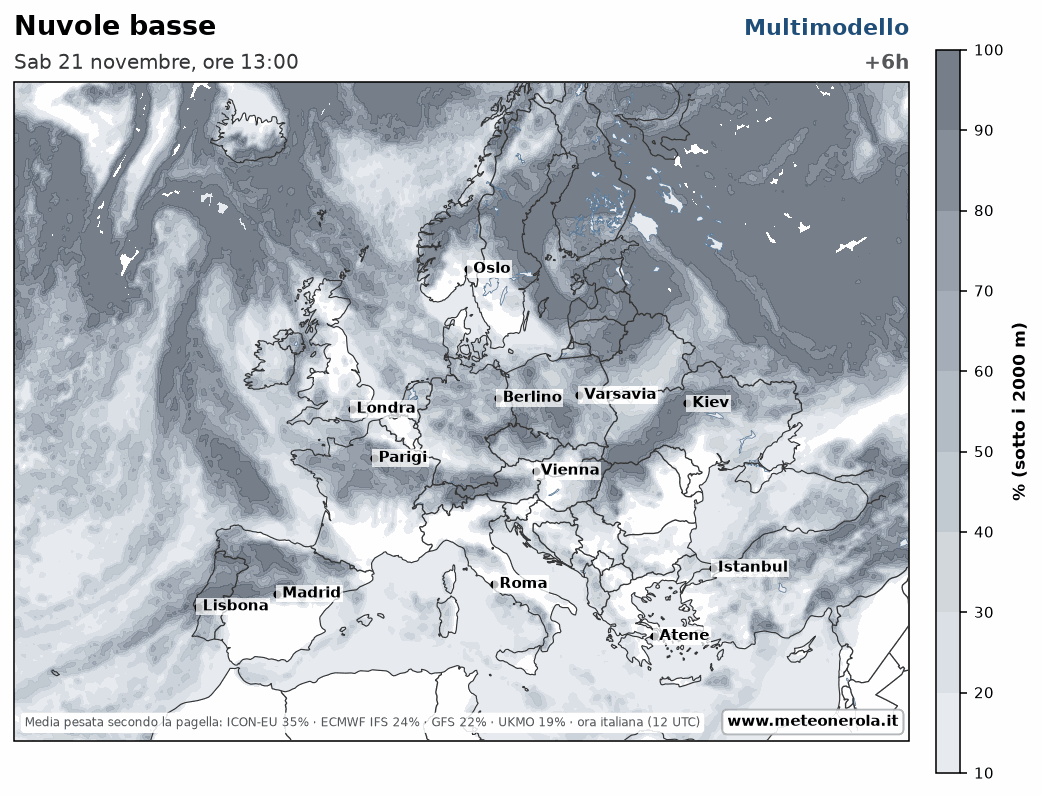 Nuvole basse
Multimodello
Sab 21 novembre, ore 13:00
+6h
100
90
80
70
60
50
40
30
20
10
% (sotto i 2000 m)
Oslo
Berlino
Varsavia
Kiev
Londra
Parigi
Vienna
Istanbul
Roma
Madrid
Lisbona
Atene
Media pesata secondo la pagella: ICON-EU 35% · ECMWF IFS 24% · GFS 22% · UKMO 19% · ora italiana (12 UTC)
www.meteonerola.it